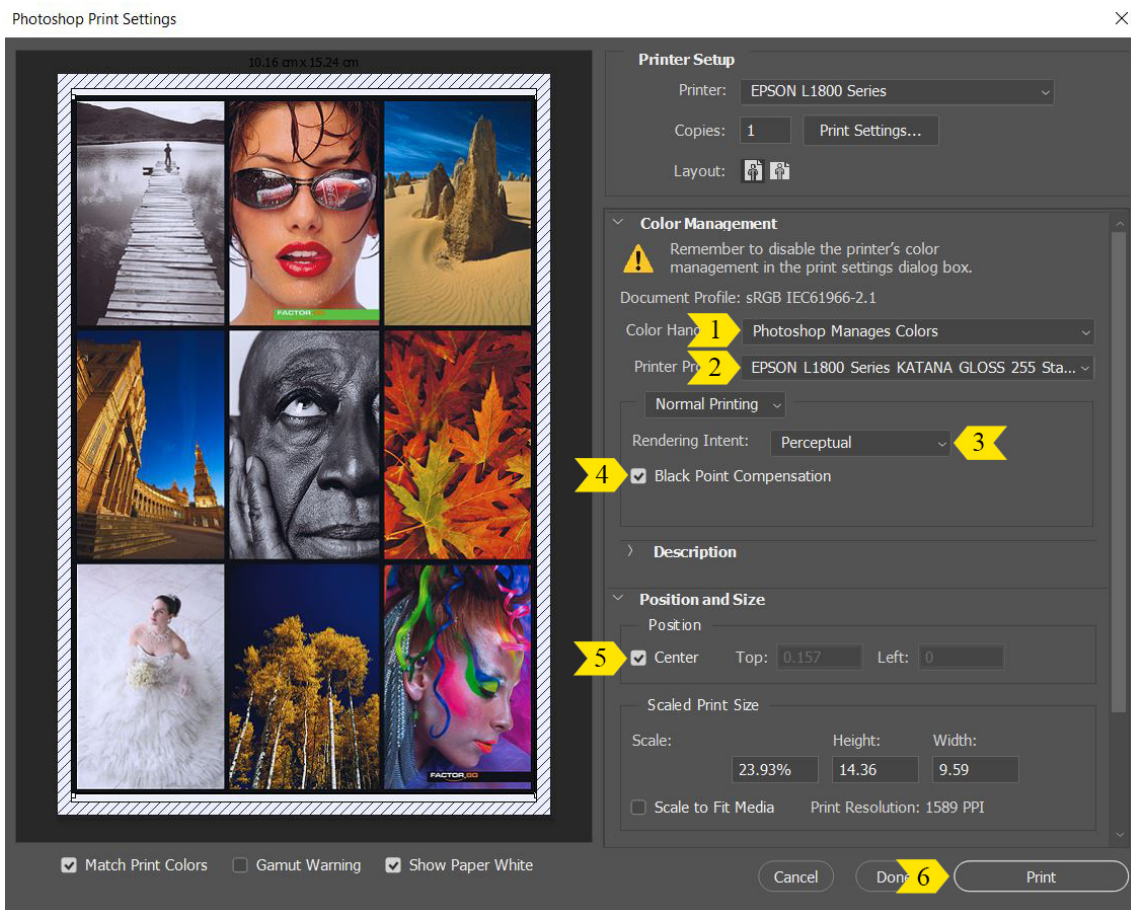 Photoshop Print Settings
10.16 cm x 15.24 cm
FACTOR.BG
FACTOR.BG
Match Print Colors
Gamut Warning
Show Paper White
Printer Setup
Printer: EPSON L1800 Series
Copies: 1 Print Settings...
Layout:
Color Management
Remember to disable the printer's color
management in the print settings dialog box.
Document Profile: sRGB IEC61966-2.1
Color Han 1 Photoshop Manages Colors
Printer Pr 2 EPSON L1800 Series KATANA GLOSS 255 Sta...
Normal Printing
Rendering Intent: Perceptual 3
4 Black Point Compensation
Description
Position and Size
Position
5 Center Top: 0.157 Left: 0
Scaled Print Size
Scale: Height: Width:
23.93% 14.36 9.59
Scale to Fit Media Print Resolution: 1589 PPI
Cancel Done 6 Print